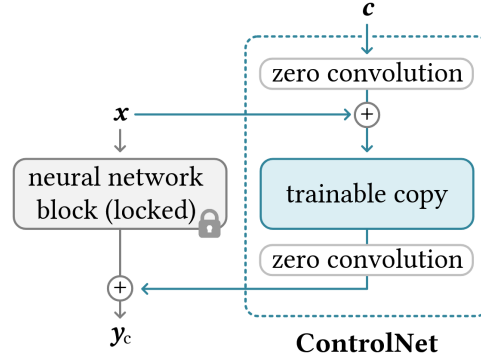 c
zero convolution
x
+
neural network
block (locked)
trainable copy
zero convolution
+
yc
ControlNet